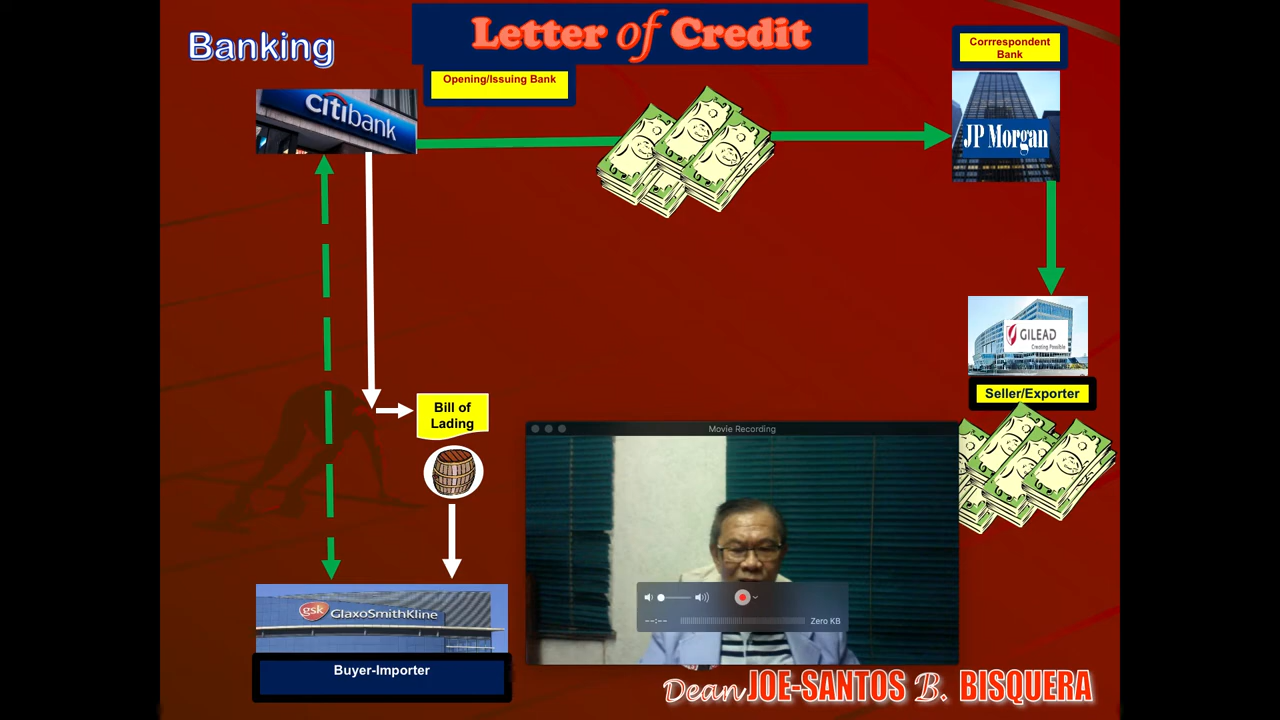 Banking
Letter of Credit
Corrrespondent
Bank
Opening/Issuing Bank
citibank
JP Morgan
GILEAD
Creating Possible
Seller/Exporter
Bill of
Lading
Movie Recording
--:--
Zero KB
gsk GlaxoSmithKline
Buyer-Importer
Dean JOE-SANTOS B. BISQUERA